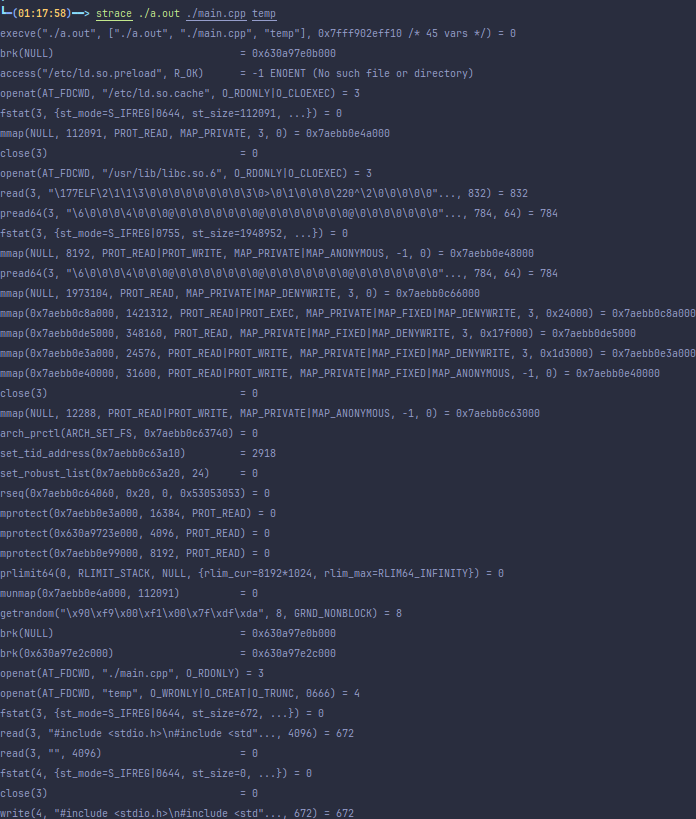 └─(01:17:58)──> strace ./a.out ./main.cpp temp
execve("./a.out", ["./a.out", "./main.cpp", "temp"], 0x7fff902eff10 /* 45 vars */) = 0
brk(NULL) = 0x630a97e0b000
access("/etc/ld.so.preload", R_OK) = -1 ENOENT (No such file or directory)
openat(AT_FDCWD, "/etc/ld.so.cache", O_RDONLY|O_CLOEXEC) = 3
fstat(3, {st_mode=S_IFREG|0644, st_size=112091, ...}) = 0
mmap(NULL, 112091, PROT_READ, MAP_PRIVATE, 3, 0) = 0x7aebb0e4a000
close(3) = 0
openat(AT_FDCWD, "/usr/lib/libc.so.6", O_RDONLY|O_CLOEXEC) = 3
read(3, "\177ELF\2\1\1\3\0\0\0\0\0\0\0\0\3\0>\0\1\0\0\0\220^\2\0\0\0\0\0"..., 832) = 832
pread64(3, "\6\0\0\0\4\0\0\0@\0\0\0\0\0\0\0@\0\0\0\0\0\0\0@\0\0\0\0\0\0\0"..., 784, 64) = 784
fstat(3, {st_mode=S_IFREG|0755, st_size=1948952, ...}) = 0
mmap(NULL, 8192, PROT_READ|PROT_WRITE, MAP_PRIVATE|MAP_ANONYMOUS, -1, 0) = 0x7aebb0e48000
pread64(3, "\6\0\0\0\4\0\0\0@\0\0\0\0\0\0\0@\0\0\0\0\0\0\0@\0\0\0\0\0\0\0"..., 784, 64) = 784
mmap(NULL, 1973104, PROT_READ, MAP_PRIVATE|MAP_DENYWRITE, 3, 0) = 0x7aebb0c66000
mmap(0x7aebb0c8a000, 1421312, PROT_READ|PROT_EXEC, MAP_PRIVATE|MAP_FIXED|MAP_DENYWRITE, 3, 0x24000) = 0x7aebb0c8a000
mmap(0x7aebb0de5000, 348160, PROT_READ, MAP_PRIVATE|MAP_FIXED|MAP_DENYWRITE, 3, 0x17f000) = 0x7aebb0de5000
mmap(0x7aebb0e3a000, 24576, PROT_READ|PROT_WRITE, MAP_PRIVATE|MAP_FIXED|MAP_DENYWRITE, 3, 0x1d3000) = 0x7aebb0e3a000
mmap(0x7aebb0e40000, 31600, PROT_READ|PROT_WRITE, MAP_PRIVATE|MAP_FIXED|MAP_ANONYMOUS, -1, 0) = 0x7aebb0e40000
close(3) = 0
mmap(NULL, 12288, PROT_READ|PROT_WRITE, MAP_PRIVATE|MAP_ANONYMOUS, -1, 0) = 0x7aebb0c63000
arch_prctl(ARCH_SET_FS, 0x7aebb0c63740) = 0
set_tid_address(0x7aebb0c63a10) = 2918
set_robust_list(0x7aebb0c63a20, 24) = 0
rseq(0x7aebb0c64060, 0x20, 0, 0x53053053) = 0
mprotect(0x7aebb0e3a000, 16384, PROT_READ) = 0
mprotect(0x630a9723e000, 4096, PROT_READ) = 0
mprotect(0x7aebb0e99000, 8192, PROT_READ) = 0
prlimit64(0, RLIMIT_STACK, NULL, {rlim_cur=8192*1024, rlim_max=RLIM64_INFINITY}) = 0
munmap(0x7aebb0e4a000, 112091) = 0
getrandom("\x90\xf9\x00\xf1\x00\x7f\xdf\xda", 8, GRND_NONBLOCK) = 8
brk(NULL) = 0x630a97e0b000
brk(0x630a97e2c000) = 0x630a97e2c000
openat(AT_FDCWD, "./main.cpp", O_RDONLY) = 3
openat(AT_FDCWD, "temp", O_WRONLY|O_CREAT|O_TRUNC, 0666) = 4
fstat(3, {st_mode=S_IFREG|0644, st_size=672, ...}) = 0
read(3, "#include <stdio.h>\n#include <std"..., 4096) = 672
read(3, "", 4096) = 0
fstat(4, {st_mode=S_IFREG|0644, st_size=0, ...}) = 0
close(3) = 0
write(4, "#include <stdio.h>\n#include <std"..., 672) = 672